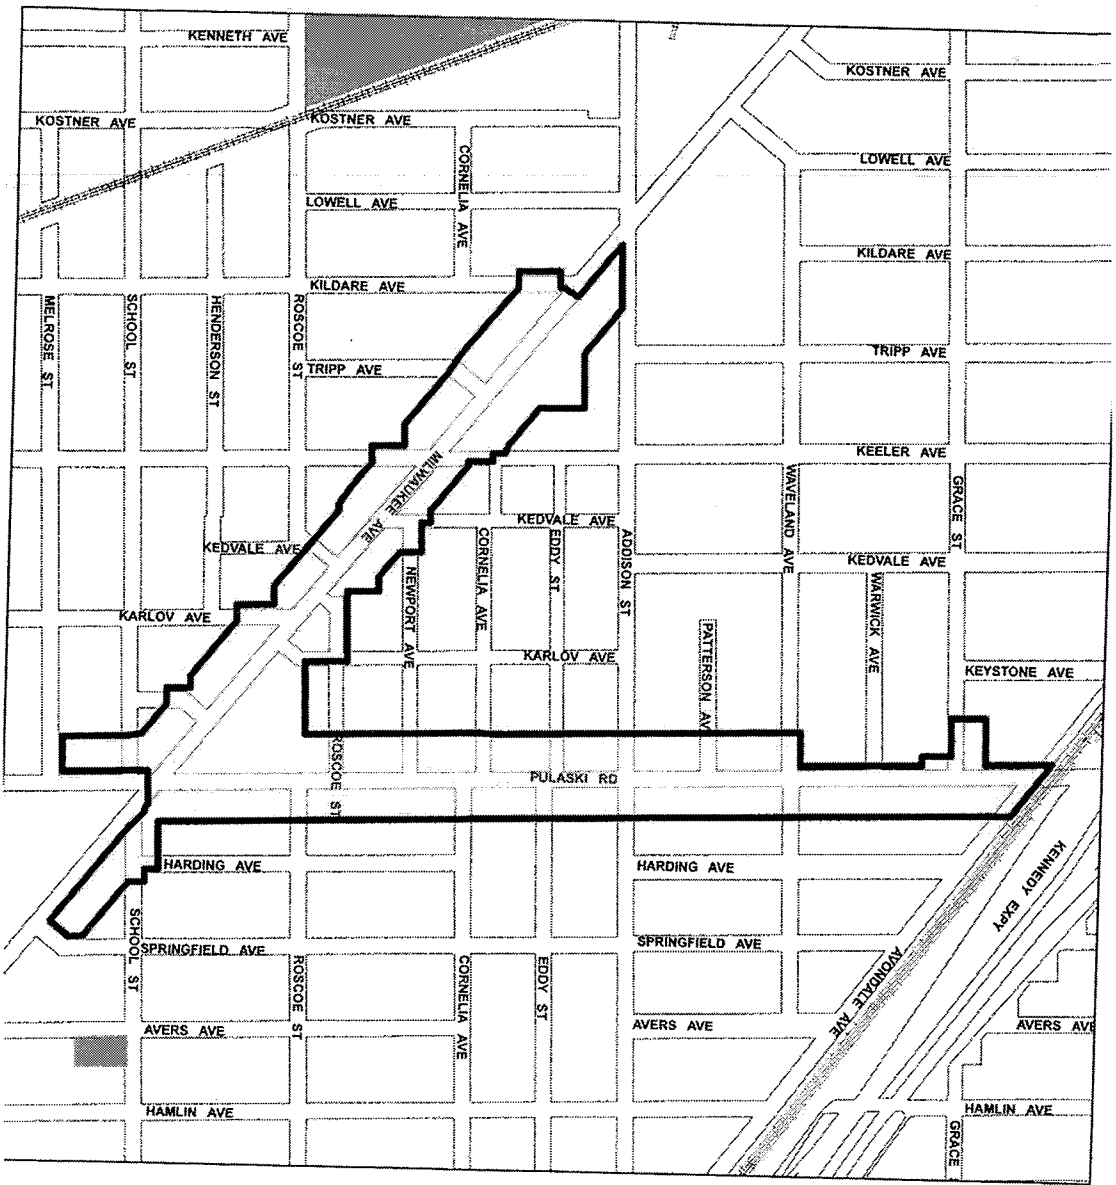 KENNETH AVE
KOSTNER AVE
KOSTNER AVE
KOSTNER AVE
CORNELIA AVE
LOWELL AVE
LOWELL AVE
KILDARE AVE
KILDARE AVE
MELROSE ST
SCHOOL ST
HENDERSON ST
ROSCOE ST
TRIPP AVE
TRIPP AVE
KEELER AVE
MILWAUKEE AVE
WAVELAND AVE
GRACE ST
KEDVALE AVE
KEDVALE AVE
KEDVALE AVE
NEWPORT AVE
CORNELIA AVE
EDDY ST
ADDISON ST
WARWICK AVE
KARLOV AVE
KARLOV AVE
PATTERSON AV
KEYSTONE AVE
ROSCOE ST
PULASKI RD
HARDING AVE
HARDING AVE
KENNEDY EXPY
SCHOOL ST
SPRINGFIELD AVE
SPRINGFIELD AVE
ROSCOE ST
CORNELIA AVE
EDDY ST
AVONDALE AVE
AVERS AVE
AVERS AVE
AVERS AVE
HAMLIN AVE
HAMLIN AVE
GRACE